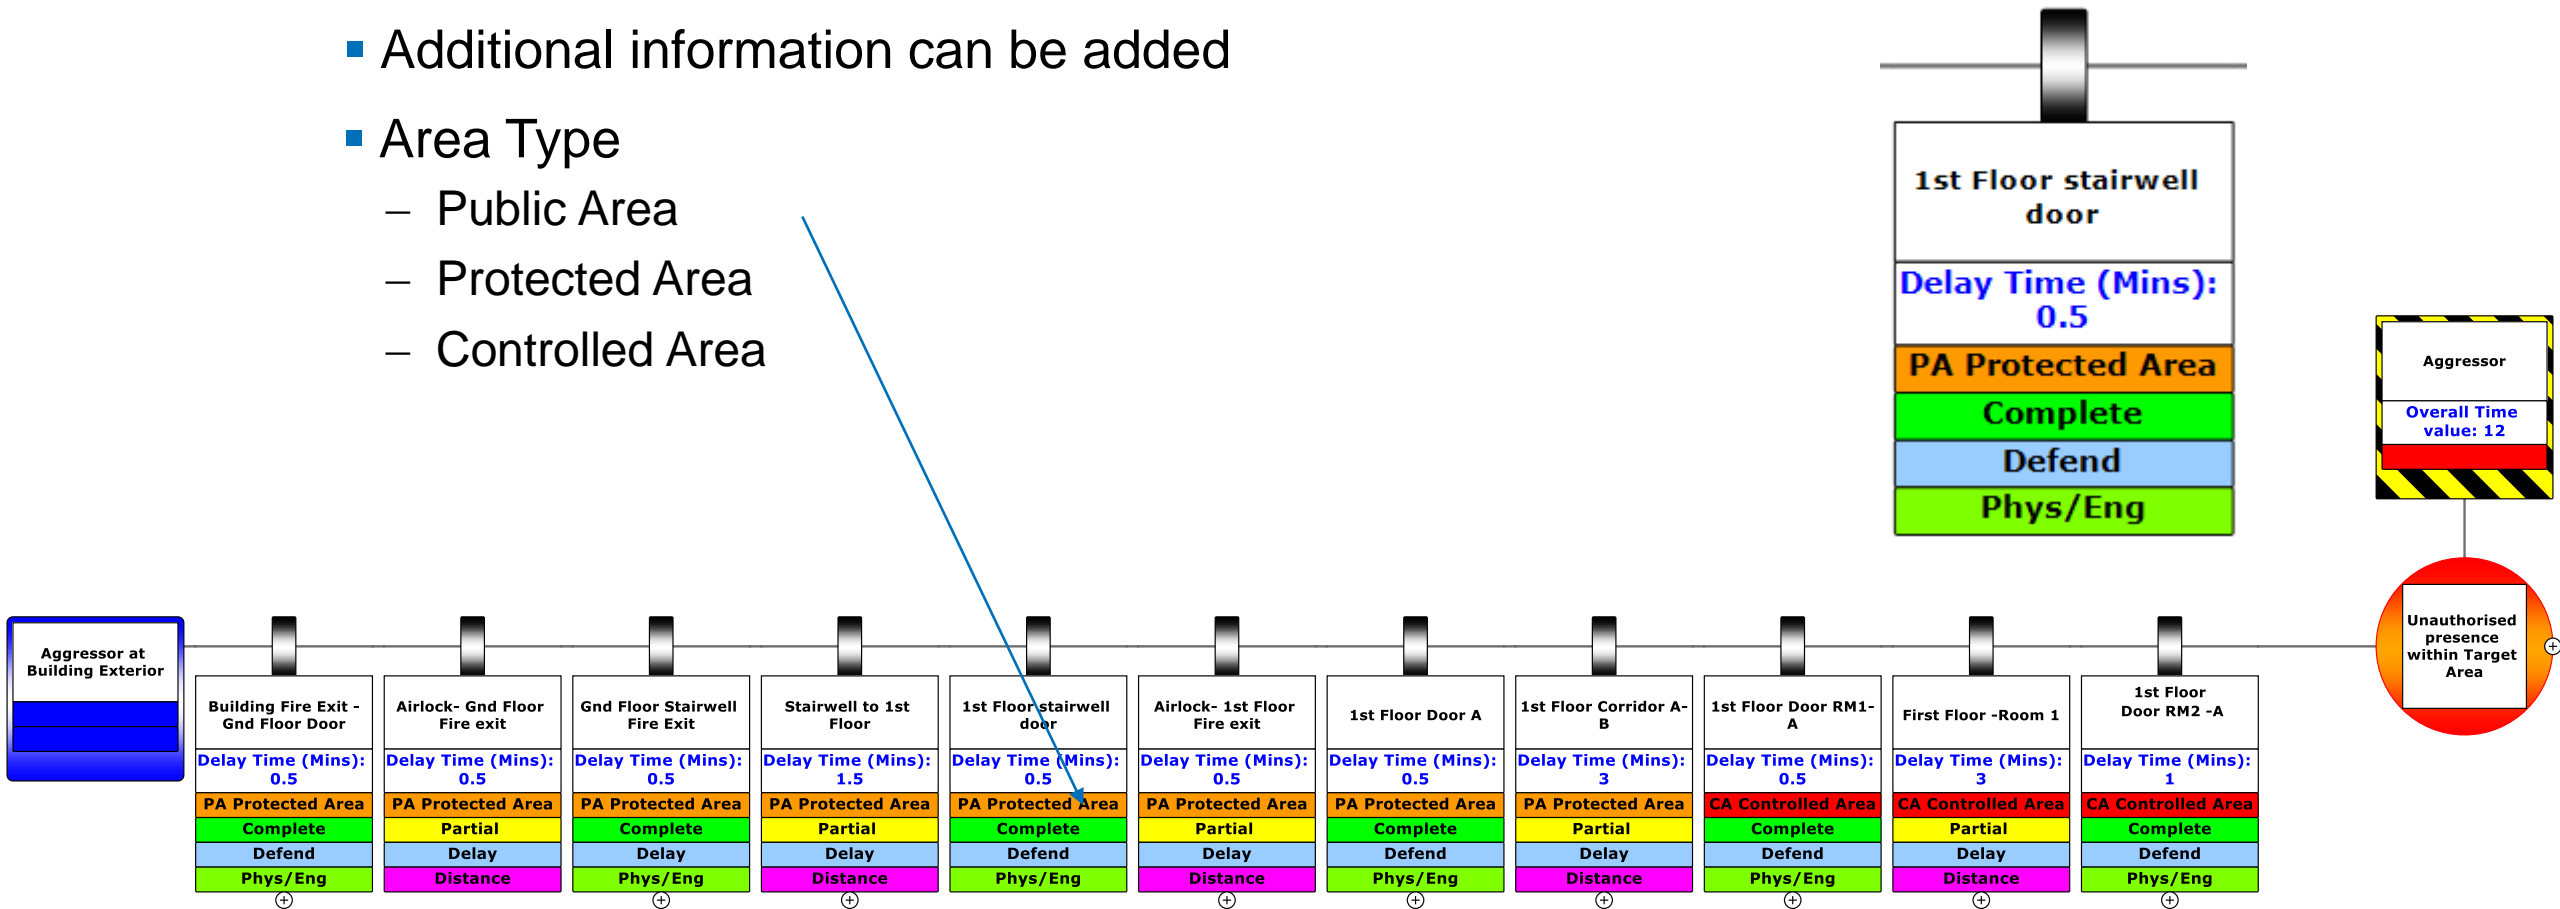 Additional information can be added
Area Type
– Public Area
– Protected Area
– Controlled Area
1st Floor stairwell
door
Delay Time (Mins):
0.5
PA Protected Area
Complete
Defend
Phys/Eng
Aggressor
Overall Time
value: 12
Unauthorised
presence
within Target
Area
Aggressor at
Building Exterior
Building Fire Exit -
Gnd Floor Door
Delay Time (Mins):
0.5
PA Protected Area
Complete
Defend
Phys/Eng
Airlock- Gnd Floor
Fire exit
Delay Time (Mins):
0.5
PA Protected Area
Partial
Delay
Distance
Gnd Floor Stairwell
Fire Exit
Delay Time (Mins):
0.5
PA Protected Area
Complete
Delay
Phys/Eng
Stairwell to 1st
Floor
Delay Time (Mins):
1.5
PA Protected Area
Partial
Delay
Distance
1st Floor stairwell
door
Delay Time (Mins):
0.5
PA Protected Area
Complete
Defend
Phys/Eng
Airlock- 1st Floor
Fire exit
Delay Time (Mins):
0.5
PA Protected Area
Partial
Delay
Distance
1st Floor Door A
Delay Time (Mins):
0.5
PA Protected Area
Complete
Defend
Phys/Eng
1st Floor Corridor A-
B
Delay Time (Mins):
3
PA Protected Area
Partial
Delay
Distance
1st Floor Door RM1-
A
Delay Time (Mins):
0.5
CA Controlled Area
Complete
Defend
Phys/Eng
First Floor -Room 1
Delay Time (Mins):
3
CA Controlled Area
Partial
Delay
Distance
1st Floor
Door RM2 -A
Delay Time (Mins):
1
CA Controlled Area
Complete
Defend
Phys/Eng